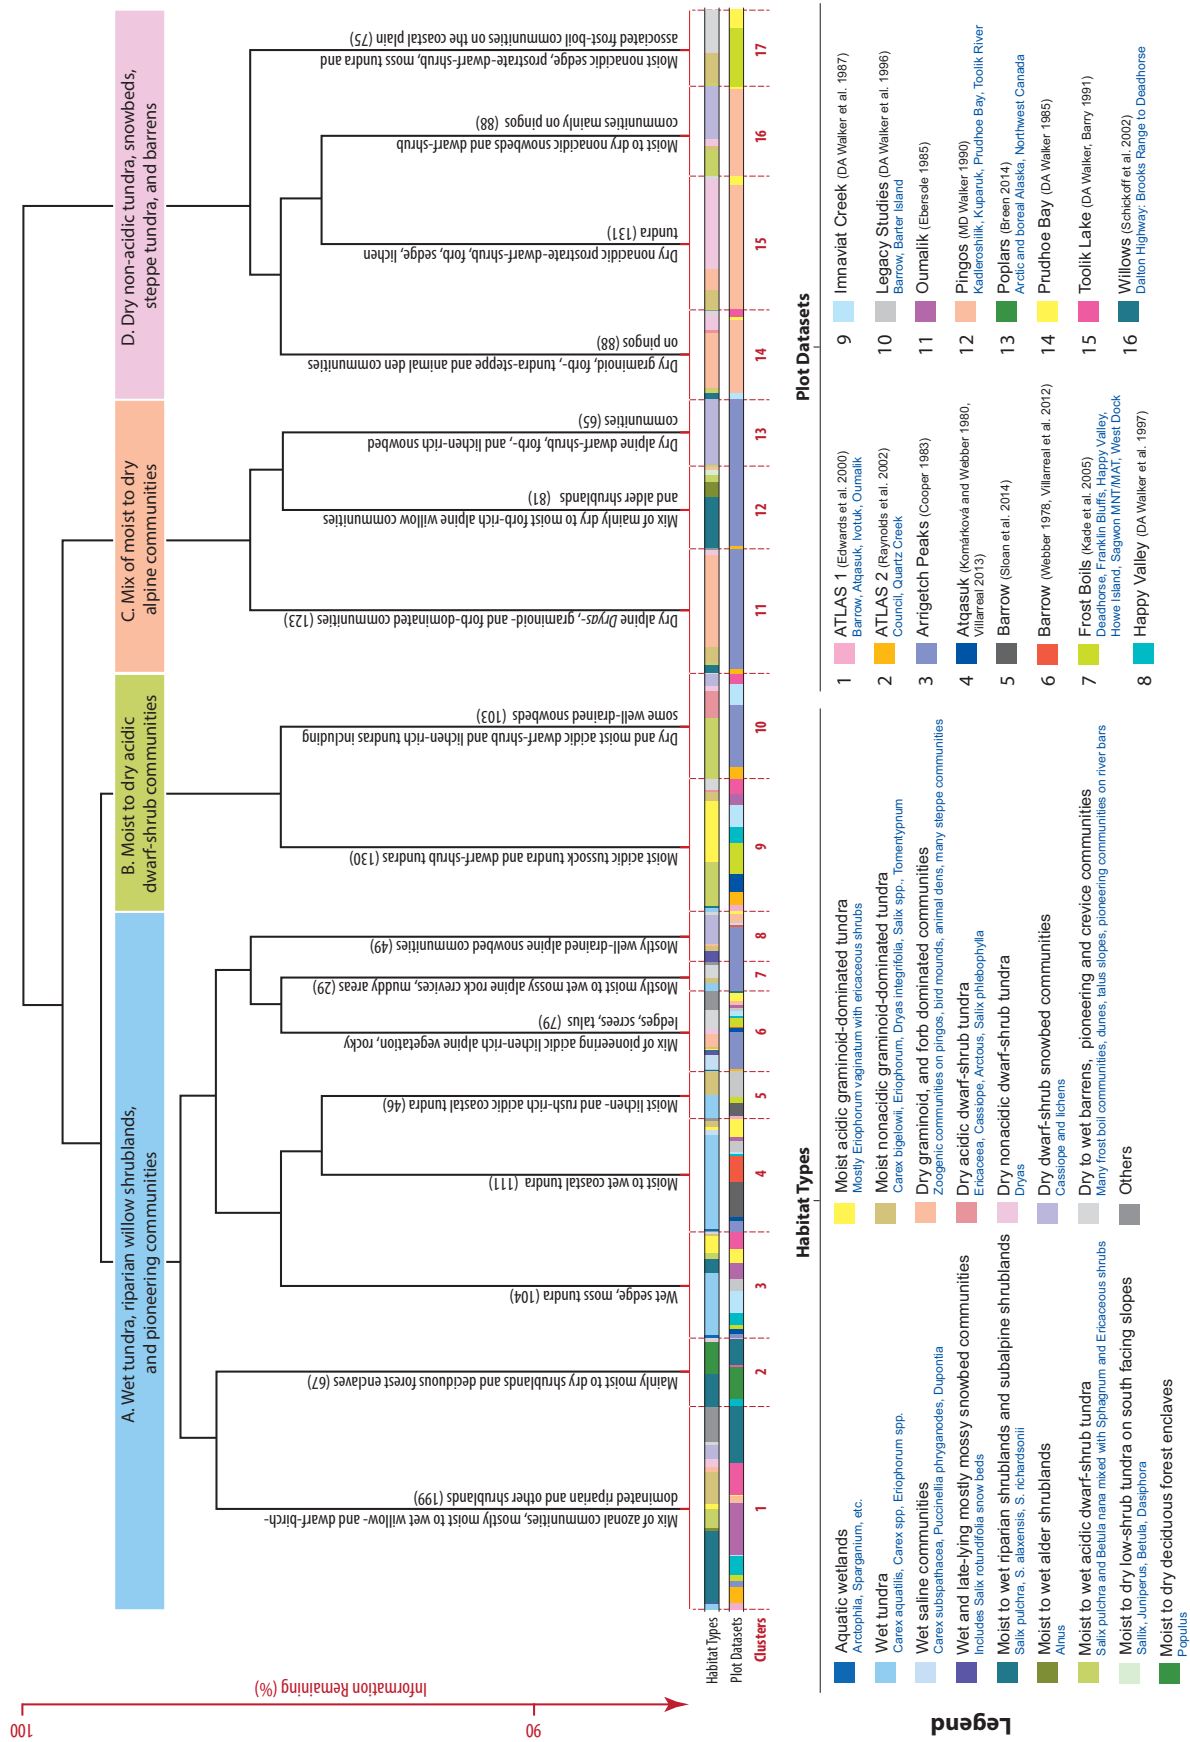 A. Wet tundra, riparian willow shrublands,
and pioneering communities
B. Moist to dry acidic
dwarf-shrub communities
C. Mix of moist to dry
alpine communities
D. Dry non-acidic tundra, snowbeds,
steppe tundra, and barrens
Information Remaining (%)
100
90
Mix of azonal communities, mostly moist to wet willow- and dwarf-birch-
dominated riparian and other shrublands (199)
Mainly moist to dry shrublands and deciduous forest enclaves (67)
Wet sedge, moss tundra (104)
Moist to wet coastal tundra (111)
Moist lichen- and rush-rich acidic coastal tundra (46)
Mix of pioneering acidic lichen-rich alpine vegetation, rocky
ledges, screes, talus (79)
Mostly moist to wet mossy alpine rock crevices, muddy areas (29)
Mostly well-drained alpine snowbed communities (49)
Moist acidic tussock tundra and dwarf-shrub tundras (130)
Dry and moist acidic dwarf-shrub and lichen-rich tundras including
some well-drained snowbeds (103)
Dry alpine Dryas-, graminoid- and forb-dominated communities (123)
Mix of mainly dry to moist forb-rich alpine willow communities
and alder shrublands (81)
Dry alpine dwarf-shrub, forb-, and lichen-rich snowbed
communities (65)
Dry graminoid, forb-, tundra-steppe and animal den communities
on pingos (88)
Dry nonacidic prostrate-dwarf-shrub, forb, sedge, lichen
tundra (131)
Moist to dry nonacidic snowbeds and dwarf-shrub
communities mainly on pingos (88)
Moist nonacidic sedge, prostrate-dwarf-shrub, moss tundra and
associated frost-boil communities on the coastal plain (75)
Habitat Types
Plot Datasets
Clusters
1 2 3 4 5 6 7 8 9 10 11 12 13 14 15 16 17
Legend
Habitat Types
Aquatic wetlands
Arctophila, Sparganium, etc.
Wet tundra
Carex aquatilis, Carex spp, Eriophorum spp.
Wet saline communities
Carex subspathacea, Puccinellia phryganodes, Dupontia
Wet and late-lying mostly mossy snowbed communities
Includes Salix rotundifolia snow beds
Moist to wet riparian shrublands and subalpine shrublands
Salix pulchra, S. alaxensis, S. richardsonii
Moist to wet alder shrublands
Alnus
Moist to wet acidic dwarf-shrub tundra
Salix pulchra and Betula nana mixed with Sphagnum and Ericaceous shrubs
Moist to dry low-shrub tundra on south facing slopes
Sallix, Juniperus, Betula, Dasiphora
Moist to dry deciduous forest enclaves
Populus
Moist acidic graminoid-dominated tundra
Mostly Eriophorum vaginatum with ericaceous shrubs
Moist nonacidic graminoid-dominated tundra
Carex bigelowii, Eriophorum, Dryas integrifolia, Salix spp., Tomentypnum
Dry graminoid, and forb dominated communities
Zoogenic communities on pingos, bird mounds, animal dens, many steppe communities
Dry acidic dwarf-shrub tundra
Ericaceea, Cassiope, Arctous, Salix phlebophylla
Dry nonacidic dwarf-shrub tundra
Dryas
Dry dwarf-shrub snowbed communities
Cassiope and lichens
Dry to wet barrens, pioneering and crevice communities
Many frost boil communities, dunes, talus slopes, pioneering communities on river bars
Others
Plot Datasets
1 ATLAS 1 (Edwards et al. 2000)
Barrow, Atqasuk, Ivotuk, Oumalik
2 ATLAS 2 (Raynolds et al. 2002)
Council, Quartz Creek
3 Arrigetch Peaks (Cooper 1983)
4 Atqasuk (Komárková and Webber 1980,
Villarreal 2013)
5 Barrow (Sloan et al. 2014)
6 Barrow (Webber 1978, Villarreal et al. 2012)
7 Frost Boils (Kade et al. 2005)
Deadhorse, Franklin Bluffs, Happy Valley,
Howe Island, Sagwon MNT/MAT, West Dock
8 Happy Valley (DA Walker et al. 1997)
9 Imnaviat Creek (DA Walker et al. 1987)
10 Legacy Studies (DA Walker et al. 1996)
Barrow, Barter Island
11 Oumalik (Ebersole 1985)
12 Pingos (MD Walker 1990)
Kadleroshilik, Kuparuk, Prudhoe Bay, Toolik River
13 Poplars (Breen 2014)
Arctic and boreal Alaska, Northwest Canada
14 Prudhoe Bay (DA Walker 1985)
15 Toolik Lake (DA Walker, Barry 1991)
16 Willows (Schickoff et al. 2002)
Dalton Highway: Brooks Range to Deadhorse